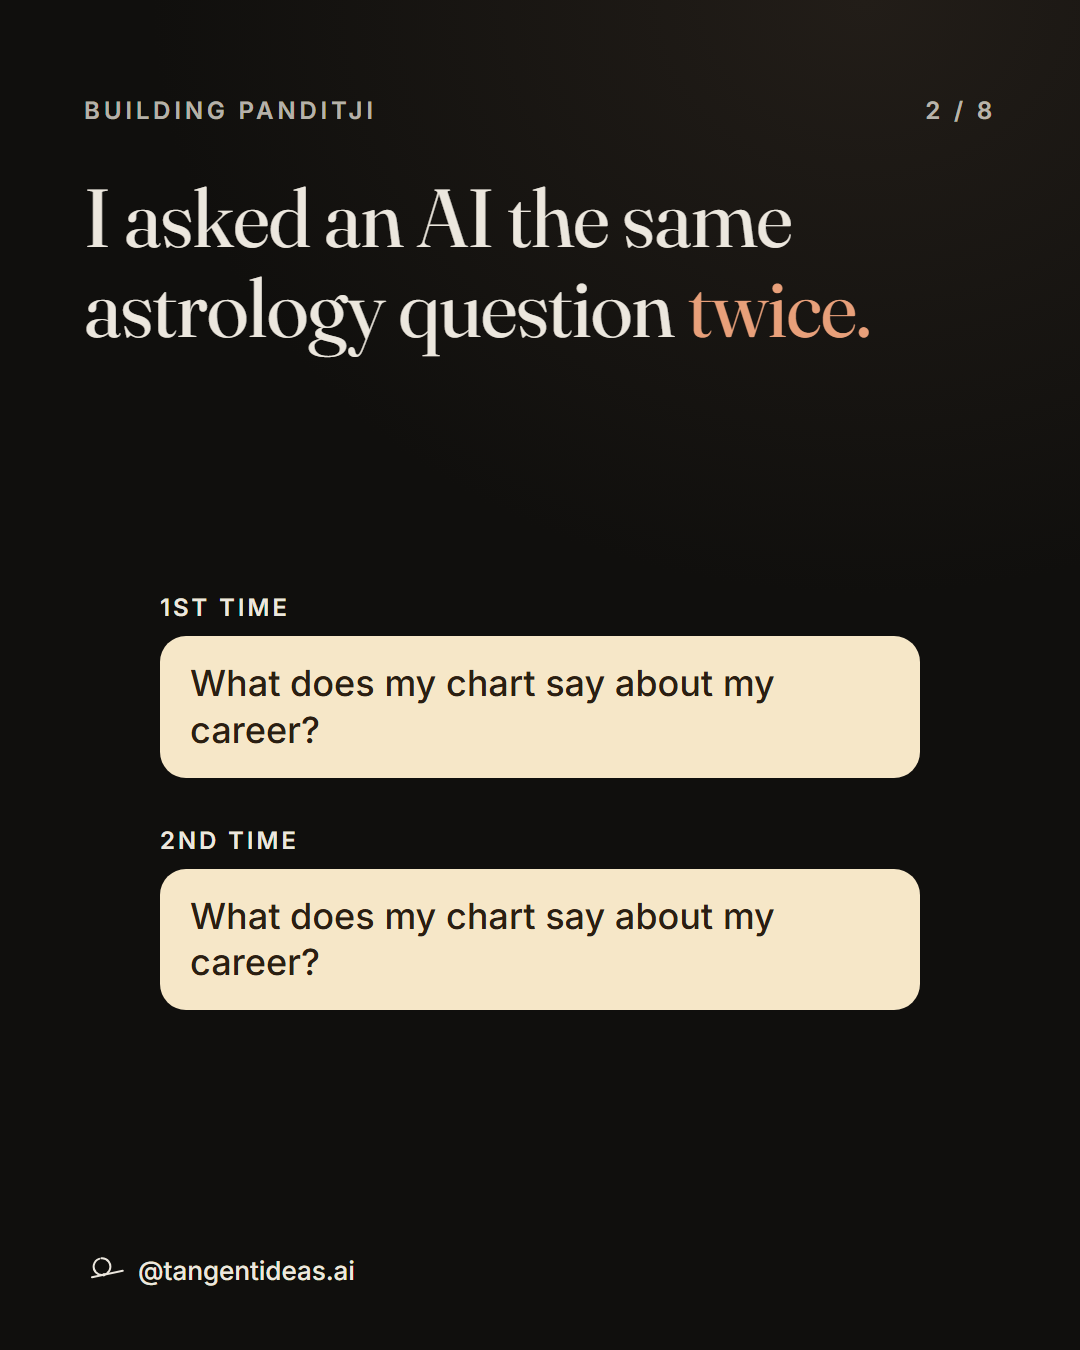 BUILDING PANDITJI
2 / 8
I asked an AI the same
astrology question twice.
1ST TIME
What does my chart say about my
career?
2ND TIME
What does my chart say about my
career?
@tangentideas.ai